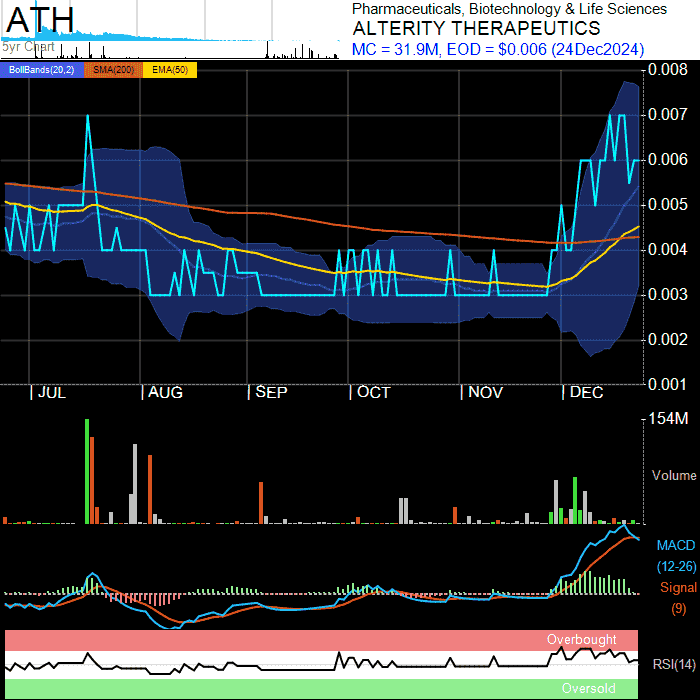 ATH
5yr Chart
Pharmaceuticals, Biotechnology & Life Sciences
ALTERITY THERAPEUTICS
MC = 31.9M, EOD = $0.006 (24Dec2024)
BollBands(20,2) SMA(200) EMA(50)
0.008
0.007
0.006
0.005
0.004
0.003
0.002
0.001
JUL AUG SEP OCT NOV DEC
154M
Volume
MACD
(12-26)
Signal
(9)
Overbought
RSI(14)
Oversold